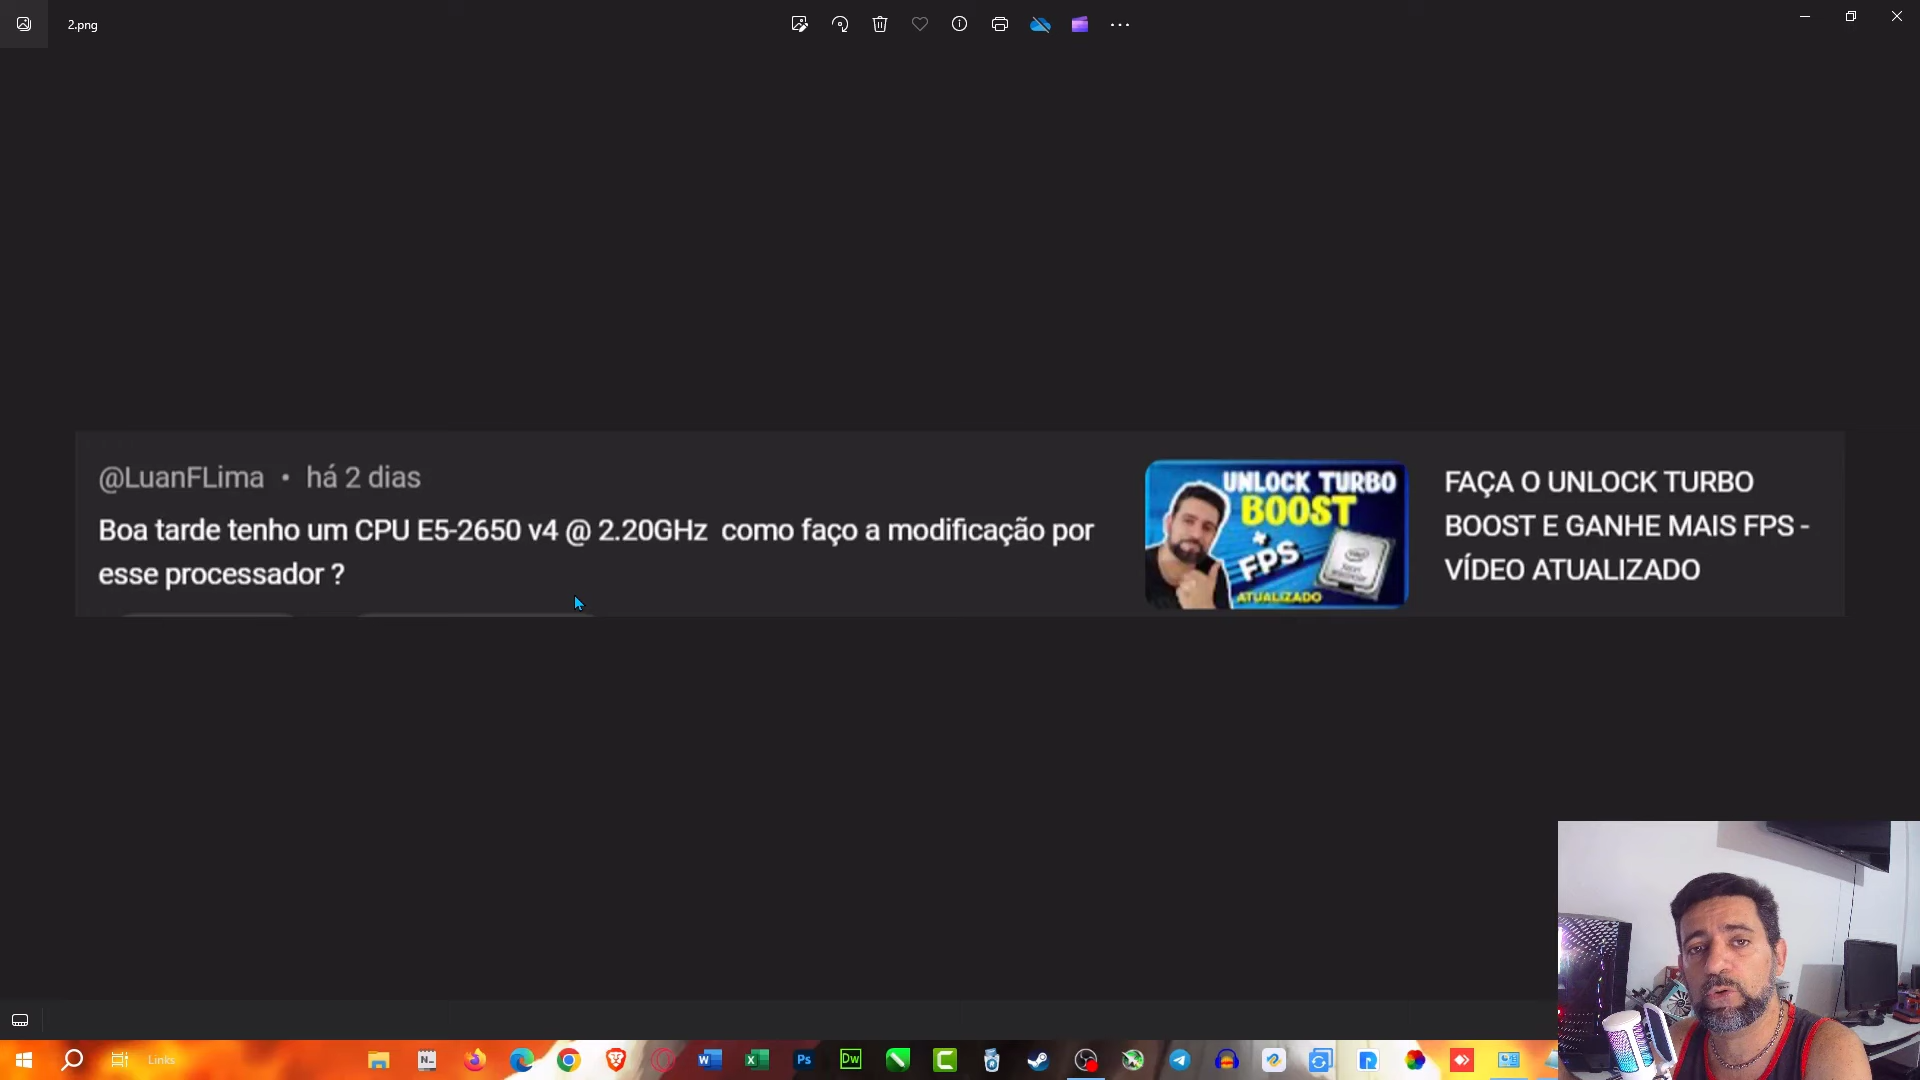 2.png
@LuanFLima • há 2 dias
Boa tarde tenho um CPU E5-2650 v4 @ 2.20GHz como faço a modificação por
esse processador ?
UNLOCK TURBO
BOOST
+
FPS
ATUALIZADO
FAÇA O UNLOCK TURBO
BOOST E GANHE MAIS FPS -
VÍDEO ATUALIZADO
Links